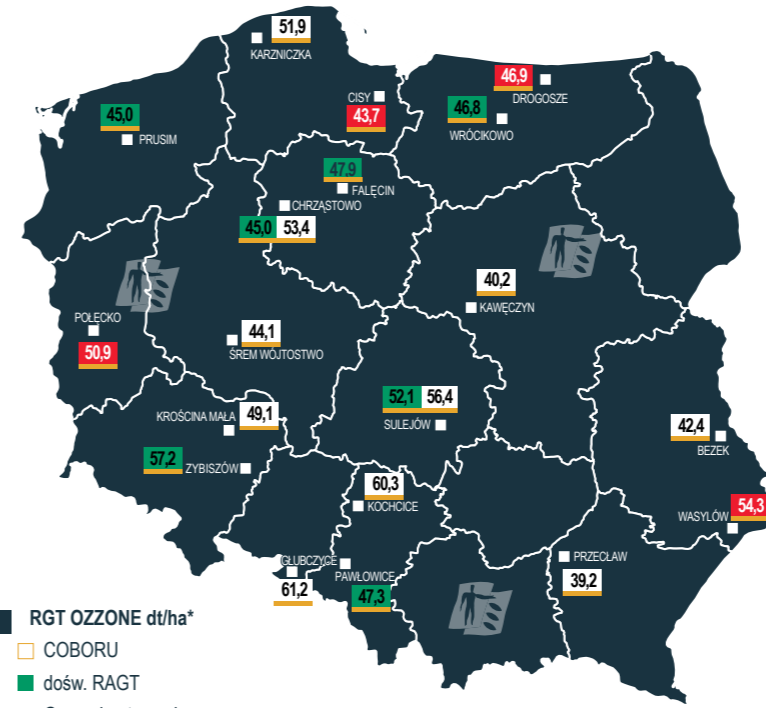 51,9
KARZNICZKA
46,9
DROGOSZE
CISY
43,7
46,8
WRÓCIKOWO
45,0
PRUSIM
47,9
FALĘCIN
CHRZĄSTOWO
45,0 53,4
40,2
KAWĘCZYN
POŁĘCKO
50,9
44,1
ŚREM WÓJTOSTWO
KROŚCINA MAŁA 49,1
52,1 56,4
SULEJÓW
42,4
BEZEK
57,2 ZYBISZÓW
60,3
KOCHCICE
WASYLÓW 54,3
GŁUBCZYCE
61,2
PAWŁOWICE
47,3
PRZECŁAW
39,2
RGT OZZONE dt/ha*
COBORU
dośw. RAGT